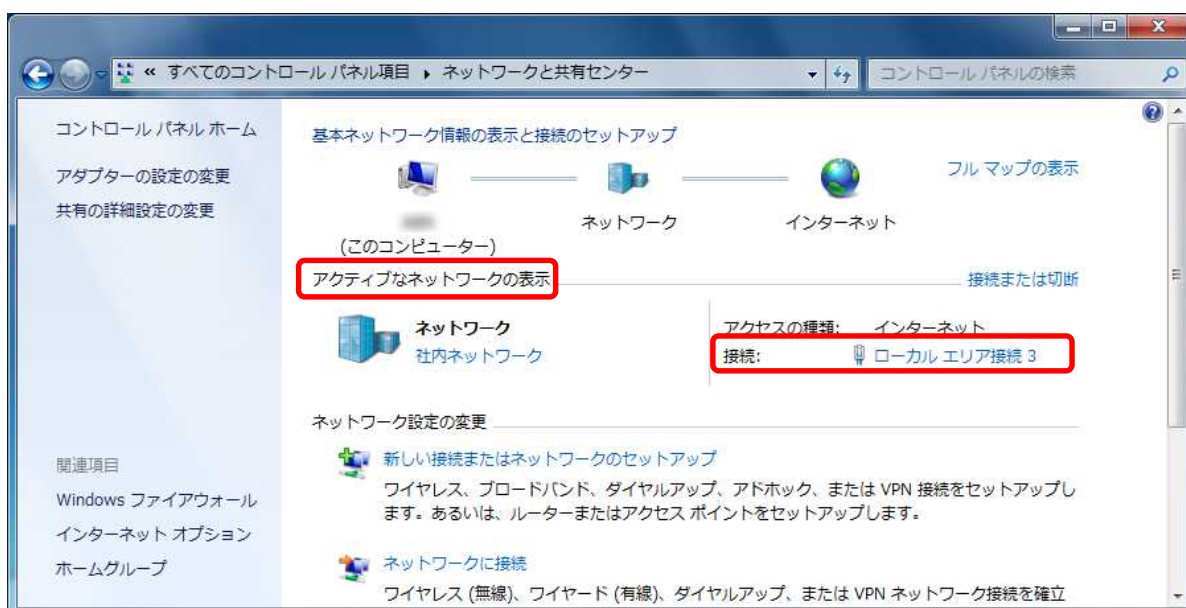 « すべてのコントロール パネル項目 ▸ ネットワークと共有センター
コントロール パネルの検索
コントロール パネル ホーム
アダプターの設定の変更
共有の詳細設定の変更
基本ネットワーク情報の表示と接続のセットアップ
フル マップの表示
ネットワーク
インターネット
(このコンピューター)
アクティブなネットワークの表示
接続または切断
ネットワーク
社内ネットワーク
アクセスの種類: インターネット
接続: ローカル エリア接続 3
ネットワーク設定の変更
新しい接続またはネットワークのセットアップ
ワイヤレス、ブロードバンド、ダイヤルアップ、アドホック、または VPN 接続をセットアップし
ます。あるいは、ルーターまたはアクセス ポイントをセットアップします。
ネットワークに接続
ワイヤレス (無線)、ワイヤード (有線)、ダイヤルアップ、または VPN ネットワーク接続を確立
関連項目
Windows ファイアウォール
インターネット オプション
ホームグループ